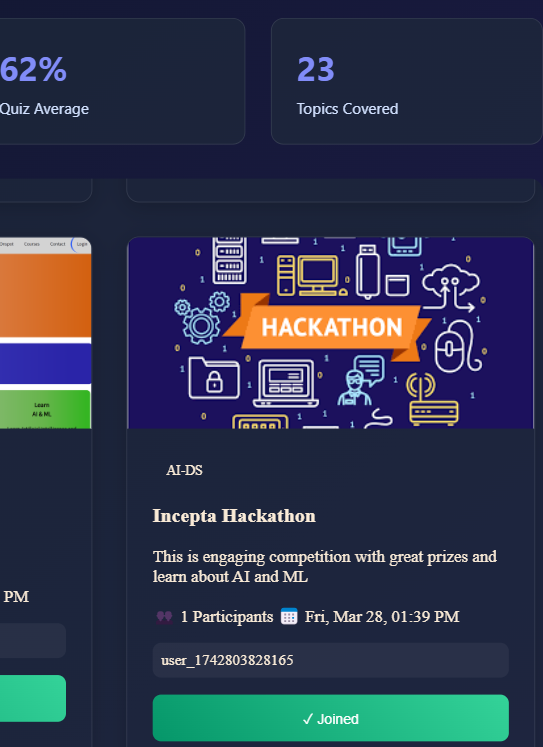 62%
Quiz Average
23
Topics Covered
Courses
Contact
Login
Learn
AI & ML
HACKATHON
AI-DS
Incepta Hackathon
This is engaging competition with great prizes and
learn about AI and ML
PM
1 Participants Fri, Mar 28, 01:39 PM
user_1742803828165
✓ Joined